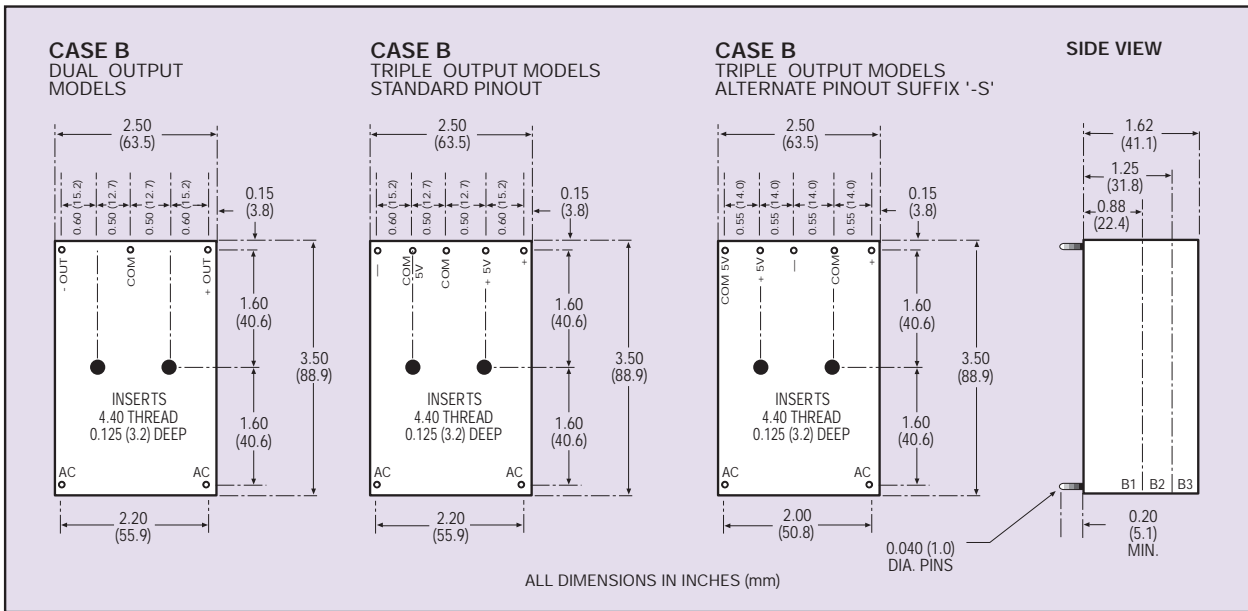 CASE B
DUAL OUTPUT
MODELS
2.50
(63.5)
0.60 (15.2)
0.50 (12.7)
0.50 (12.7)
0.60 (15.2)
0.15
(3.8)
- OUT
COM
+ OUT
1.60
(40.6)
3.50
(88.9)
INSERTS
4.40 THREAD
0.125 (3.2) DEEP
1.60
(40.6)
AC
AC
2.20
(55.9)
CASE B
TRIPLE OUTPUT MODELS
STANDARD PINOUT
2.50
(63.5)
0.60 (15.2)
0.50 (12.7)
0.50 (12.7)
0.60 (15.2)
0.15
(3.8)
—
COM
5V
COM
+ 5V
+
1.60
(40.6)
3.50
(88.9)
INSERTS
4.40 THREAD
0.125 (3.2) DEEP
1.60
(40.6)
AC
AC
2.20
(55.9)
CASE B
TRIPLE OUTPUT MODELS
ALTERNATE PINOUT SUFFIX '-S'
2.50
(63.5)
0.55 (14.0)
0.55 (14.0)
0.55 (14.0)
0.55 (14.0)
0.15
(3.8)
COM 5V
+ 5V
—
COM
+
1.60
(40.6)
3.50
(88.9)
INSERTS
4.40 THREAD
0.125 (3.2) DEEP
1.60
(40.6)
AC
AC
2.00
(50.8)
SIDE VIEW
1.62
(41.1)
1.25
(31.8)
0.88
(22.4)
B1
B2
B3
0.20
(5.1)
MIN.
0.040 (1.0)
DIA. PINS
ALL DIMENSIONS IN INCHES (mm)